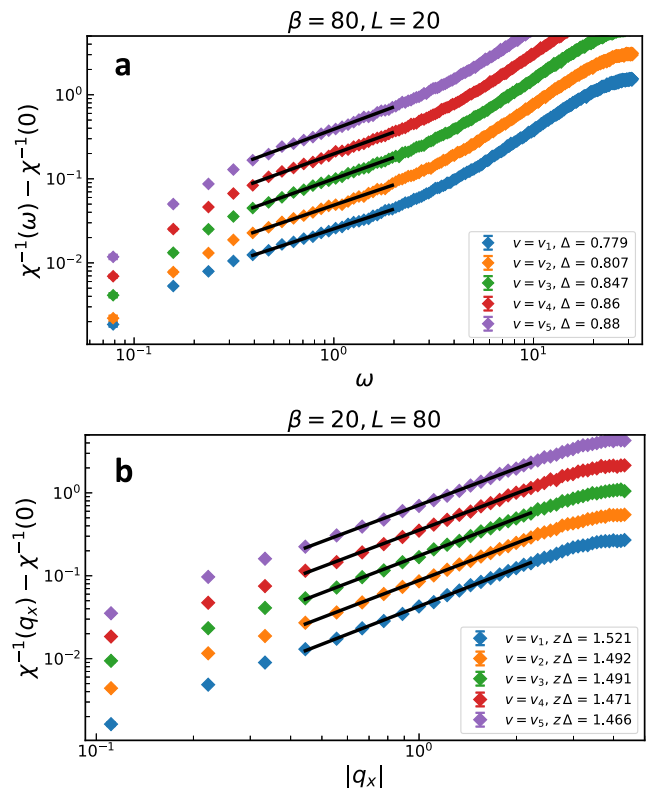 β = 80, L = 20
a
10⁰
10⁻¹
10⁻²
χ⁻¹(ω) − χ⁻¹(0)
v = v₁, Δ = 0.779
v = v₂, Δ = 0.807
v = v₃, Δ = 0.847
v = v₄, Δ = 0.86
v = v₅, Δ = 0.88
10⁻¹ 10⁰ 10¹
ω
β = 20, L = 80
b
10⁰
10⁻¹
10⁻²
χ⁻¹(qₓ) − χ⁻¹(0)
v = v₁, zΔ = 1.521
v = v₂, zΔ = 1.492
v = v₃, zΔ = 1.491
v = v₄, zΔ = 1.471
v = v₅, zΔ = 1.466
10⁻¹ 10⁰
|qₓ|